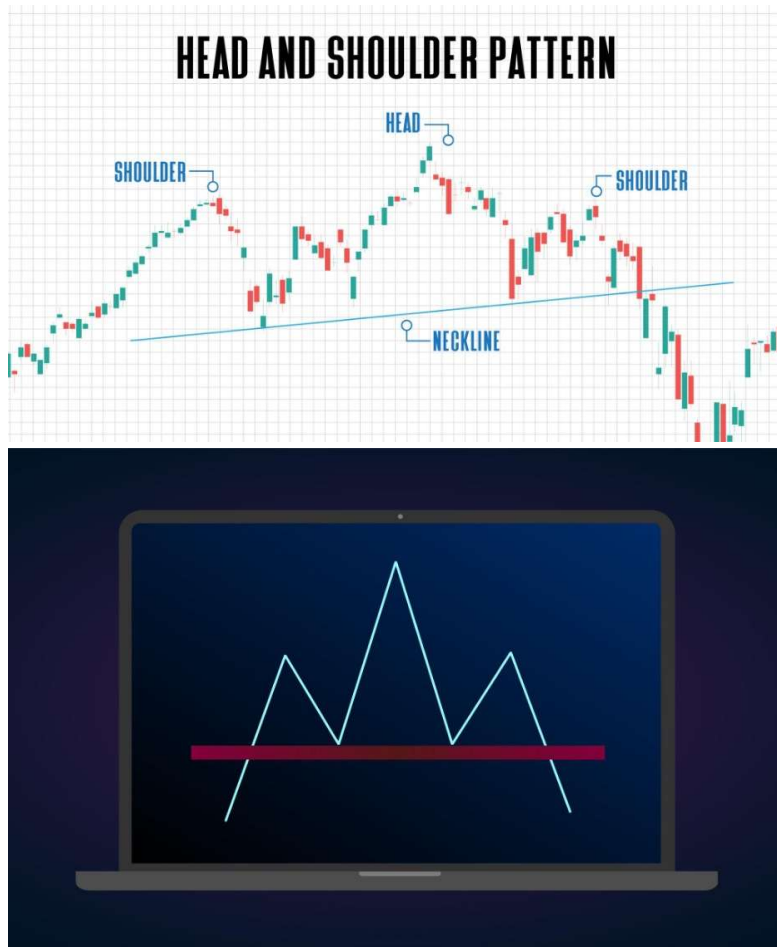 HEAD AND SHOULDER PATTERN
HEAD
SHOULDER
SHOULDER
NECKLINE